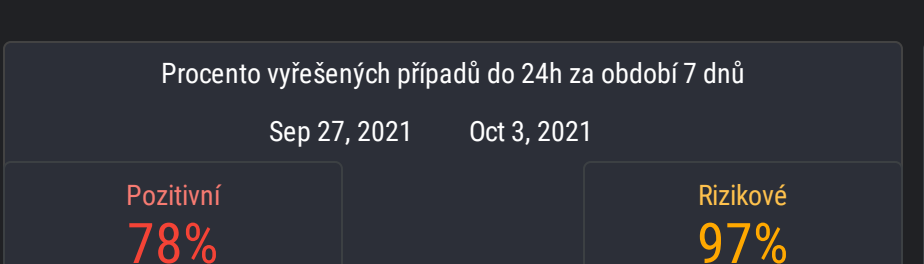 Procento vyřešených případů do 24h za období 7 dnů
Sep 27, 2021 Oct 3, 2021
Pozitivní Rizikové
78% 97%